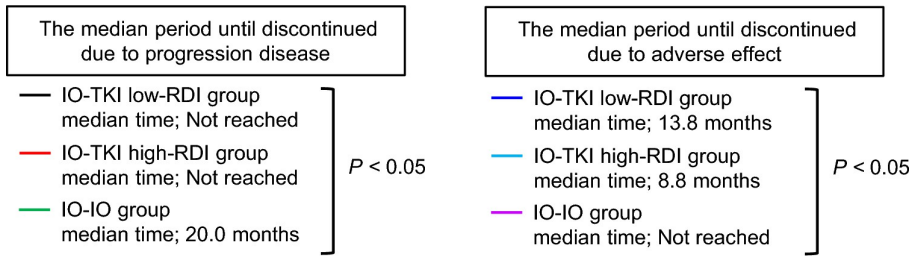 The median period until discontinued
due to progression disease
IO-TKI low-RDI group
median time; Not reached
IO-TKI high-RDI group
median time; Not reached
IO-IO group
median time; 20.0 months
P < 0.05
The median period until discontinued
due to adverse effect
IO-TKI low-RDI group
median time; 13.8 months
IO-TKI high-RDI group
median time; 8.8 months
IO-IO group
median time; Not reached
P < 0.05